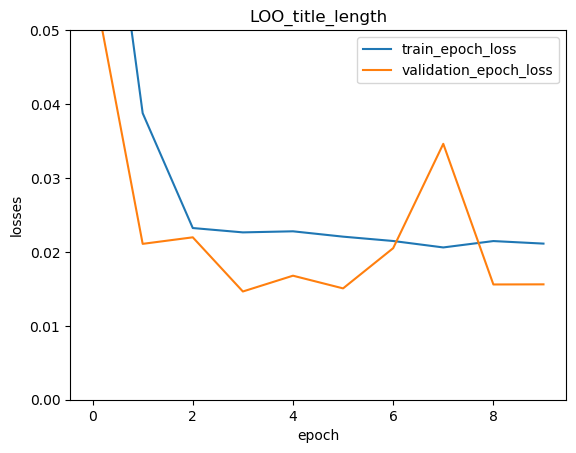 LOO_title_length
train_epoch_loss
validation_epoch_loss
losses
0.05
0.04
0.03
0.02
0.01
0.00
0 2 4 6 8
epoch